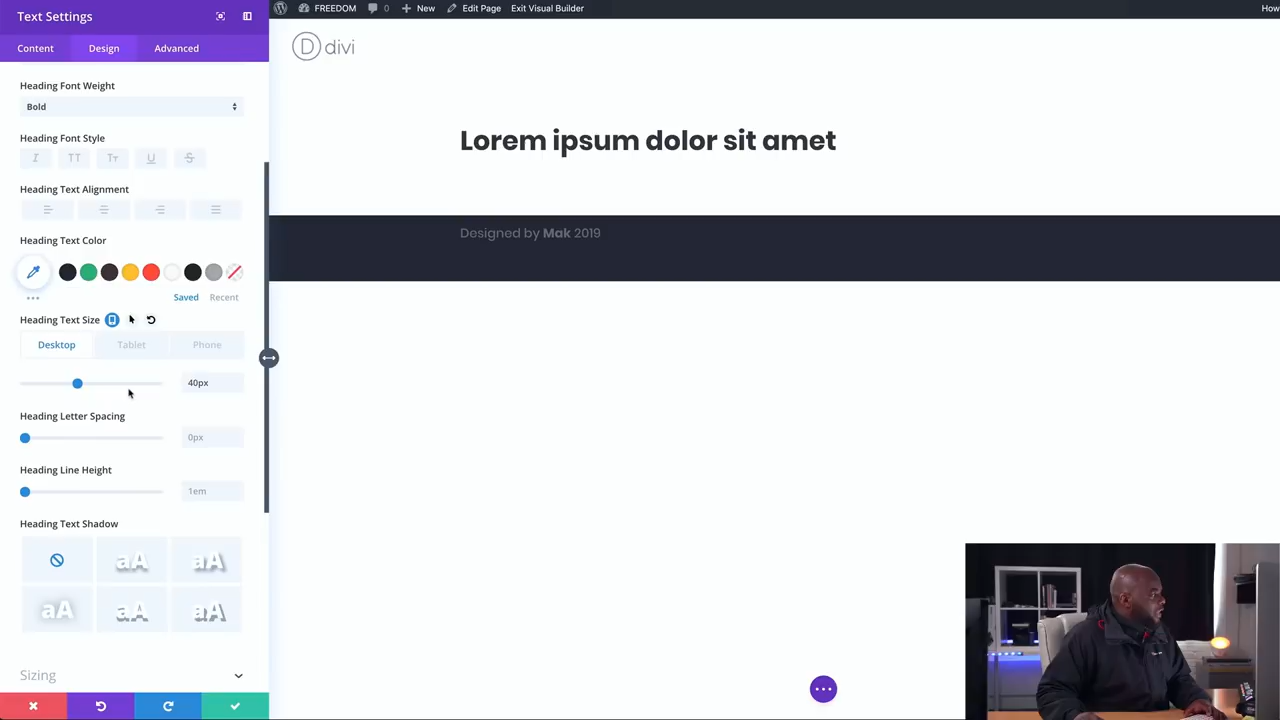 Text Settings
FREEDOM
0
New
Edit Page
Exit Visual Builder
How
Content
Design
Advanced
D divi
Heading Font Weight
Bold
Heading Font Style
I
TT
TT
U
S
Lorem ipsum dolor sit amet
Heading Text Alignment
Designed by Mak 2019
Heading Text Color
Saved
Recent
Heading Text Size
Desktop
Tablet
Phone
40px
Heading Letter Spacing
0px
Heading Line Height
1em
Heading Text Shadow
aA
aA
aA
aA
aA
Sizing